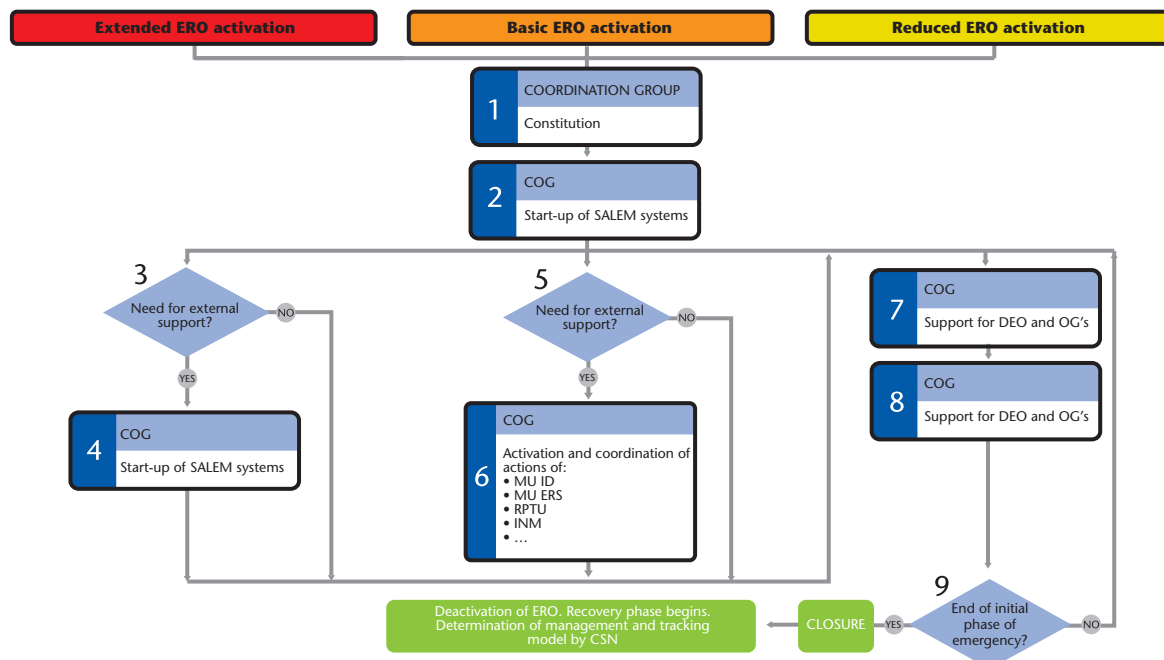 Extended ERO activation
Basic ERO activation
Reduced ERO activation
1
COORDINATION GROUP
Constitution
2
COG
Start-up of SALEM systems
3
Need for external
support?
NO
YES
4
COG
Start-up of SALEM systems
5
Need for external
support?
NO
YES
6
COG
Activation and coordination of
actions of:
• MU ID
• MU ERS
• RPTU
• INM
• ...
7
COG
Support for DEO and OG's
8
COG
Support for DEO and OG's
9
End of initial
phase of
emergency?
NO
YES
CLOSURE
Deactivation of ERO. Recovery phase begins.
Determination of management and tracking
model by CSN